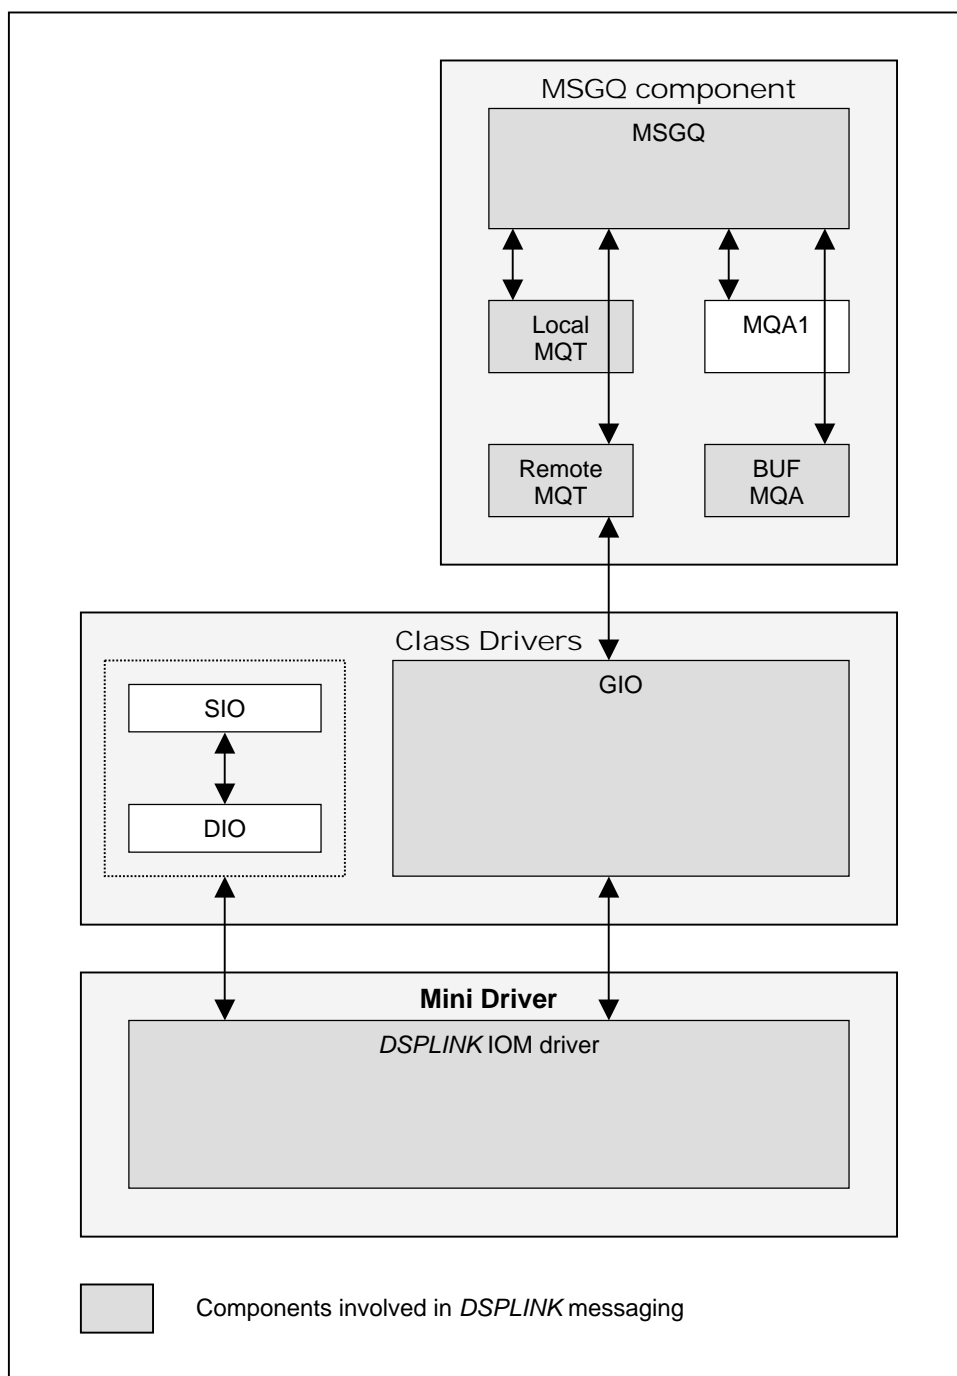 MSGQ component
MSGQ
Local
MQT
MQA1
Remote
MQT
BUF
MQA
Class Drivers
SIO
GIO
DIO
Mini Driver
DSPLINK IOM driver
Components involved in DSPLINK messaging